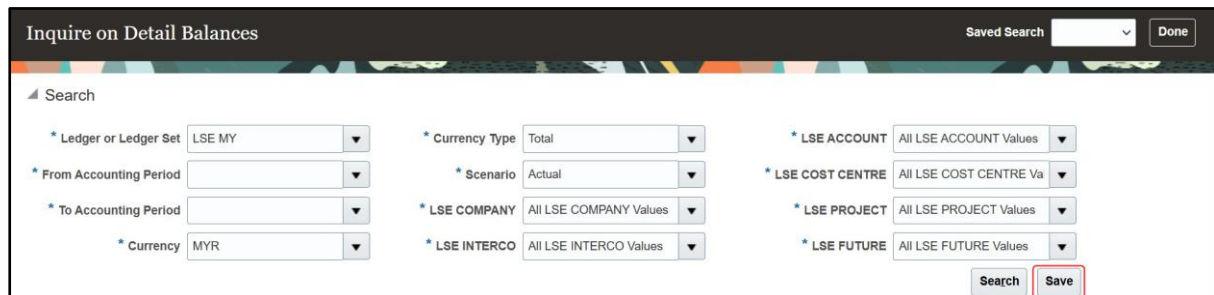 Inquire on Detail Balances Saved Search Done
Search
* Ledger or Ledger Set LSE MY * Currency Type Total * LSE ACCOUNT All LSE ACCOUNT Values
* From Accounting Period * Scenario Actual * LSE COST CENTRE All LSE COST CENTRE Va
* To Accounting Period * LSE COMPANY All LSE COMPANY Values * LSE PROJECT All LSE PROJECT Values
* Currency MYR * LSE INTERCO All LSE INTERCO Values * LSE FUTURE All LSE FUTURE Values
Search Save